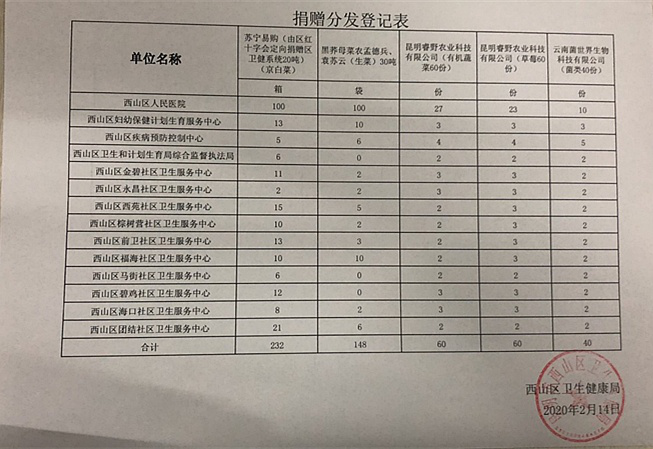 捐赠分发登记表
单位名称 苏宁易购（由区红十字会定向捐赠区卫健系统20吨）（京白菜） 黑荞母菜农孟德兵、袁苏云（生菜）30吨 昆明睿野农业科技有限公司（有机蔬菜60份） 昆明睿野农业科技有限公司（草莓60份） 云南菌世界生物科技有限公司（菌类40份）
箱 袋 份 份 份
西山区人民医院 100 100 27 23 10
西山区妇幼保健计划生育服务中心 13 10 3 3 3
西山区疾病预防控制中心 5 6 4 4 5
西山区卫生和计划生育局综合监督执法局 6 0 2 2 2
西山区金碧社区卫生服务中心 11 2 3 3 2
西山区永昌社区卫生服务中心 2 2 3 3 2
西山区西苑社区卫生服务中心 15 5 2 3 2
西山区棕树营社区卫生服务中心 10 2 2 3 2
西山区前卫社区卫生服务中心 13 3 2 3 2
西山区福海社区卫生服务中心 10 10 2 3 2
西山区马街社区卫生服务中心 6 0 2 2 2
西山区碧鸡社区卫生服务中心 12 0 3 3 2
西山区海口社区卫生服务中心 8 2 3 3 2
西山区团结社区卫生服务中心 21 6 2 2 2
合计 232 148 60 60 40
西山区卫生健康局
2020年2月14日